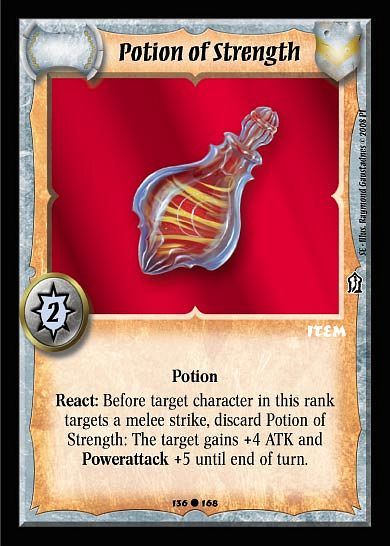 Potion of Strength
SE - Illus. Raymond Gaustadnes © 2008 PI
2
ITEM
Potion
React: Before target character in this rank
targets a melee strike, discard Potion of
Strength: The target gains +4 ATK and
Powerattack +5 until end of turn.
136 ● 168